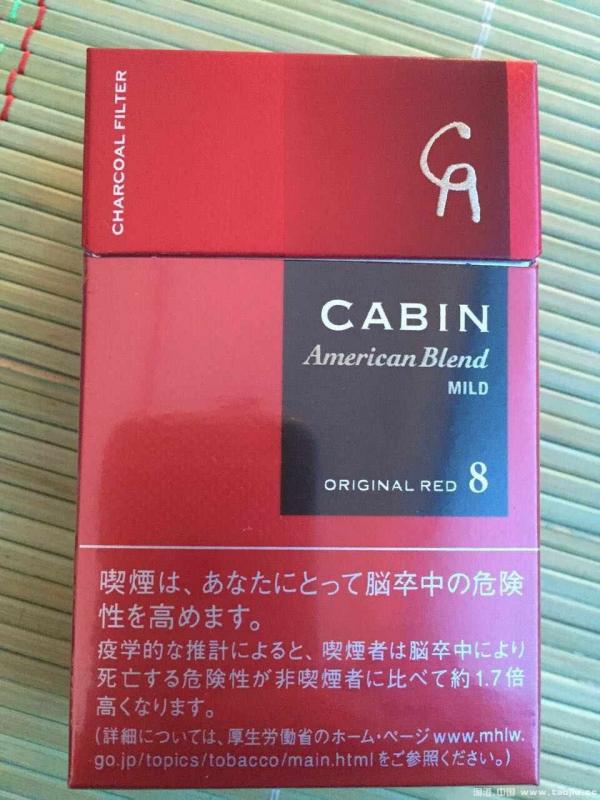 CHARCOAL FILTER
CA
CABIN
American Blend
MILD
ORIGINAL RED 8
喫煙は、あなたにとって脳卒中の危険
性を高めます。
疫学的な推計によると、喫煙者は脳卒中により
死亡する危険性が非喫煙者に比べて約1.7倍
高くなります。
(詳細については、厚生労働省のホーム・ページwww.mhlw.
go.jp/topics/tobacco/main.htmlをご参照ください。)
www.taojiu.cc